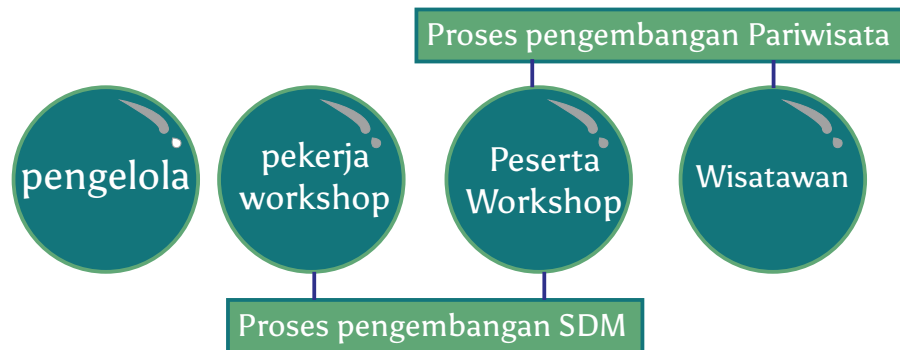 Proses pengembangan Pariwisata
pengelola
pekerja
workshop
Peserta
Workshop
Wisatawan
Proses pengembangan SDM